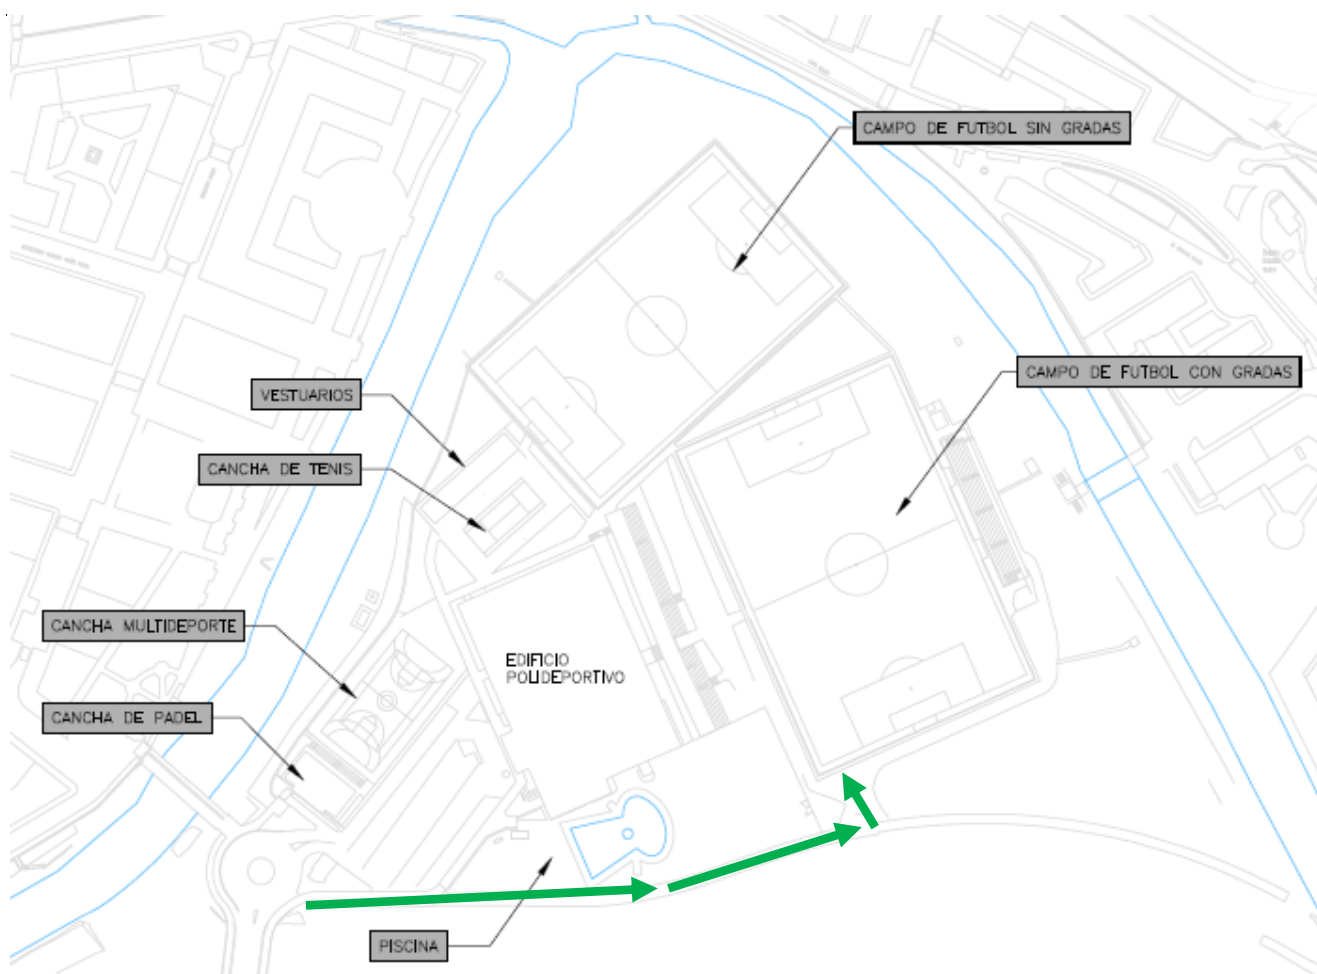 CAMPO DE FUTBOL SIN GRADAS
CAMPO DE FUTBOL CON GRADAS
VESTUARIOS
CANCHA DE TENIS
CANCHA MULTIDEPORTE
EDIFICIO
POLIDEPORTIVO
CANCHA DE PADEL
PISCINA